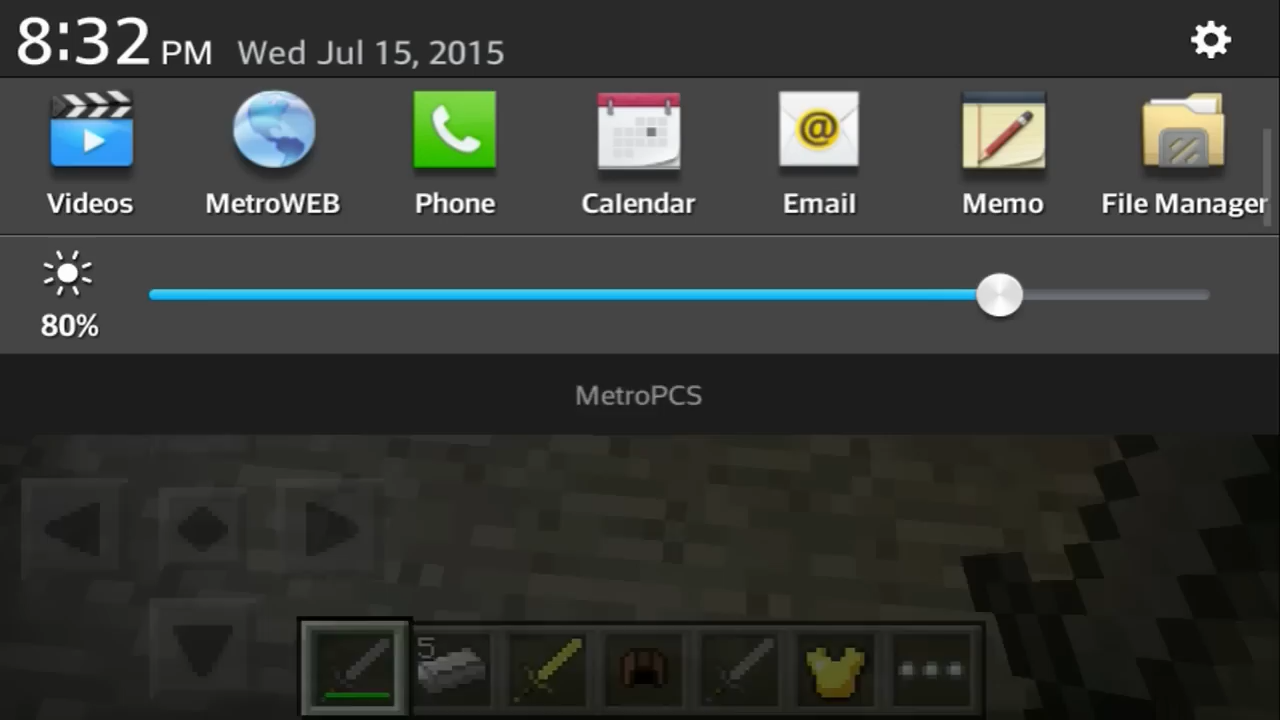 8:32 PM Wed Jul 15, 2015
Videos MetroWEB Phone Calendar Email Memo File Manager
80%
MetroPCS
5